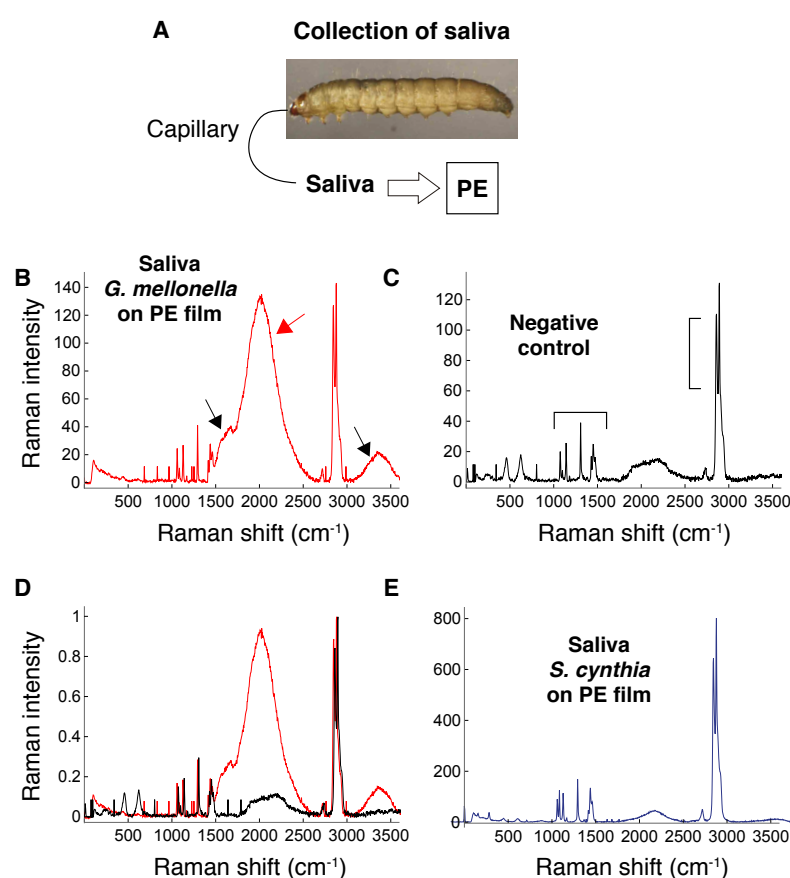 A
Collection of saliva
Capillary
Saliva
PE
B
Saliva
G. mellonella
on PE film
Raman intensity
140
120
100
80
60
40
20
0
500 1000 1500 2000 2500 3000 3500
Raman shift (cm⁻¹)
C
Negative
control
120
100
80
60
40
20
0
500 1000 1500 2000 2500 3000 3500
Raman shift (cm⁻¹)
D
Raman intensity
1
0.8
0.6
0.4
0.2
0
500 1000 1500 2000 2500 3000 3500
Raman shift (cm⁻¹)
E
Saliva
S. cynthia
on PE film
800
600
400
200
0
500 1000 1500 2000 2500 3000 3500
Raman shift (cm⁻¹)